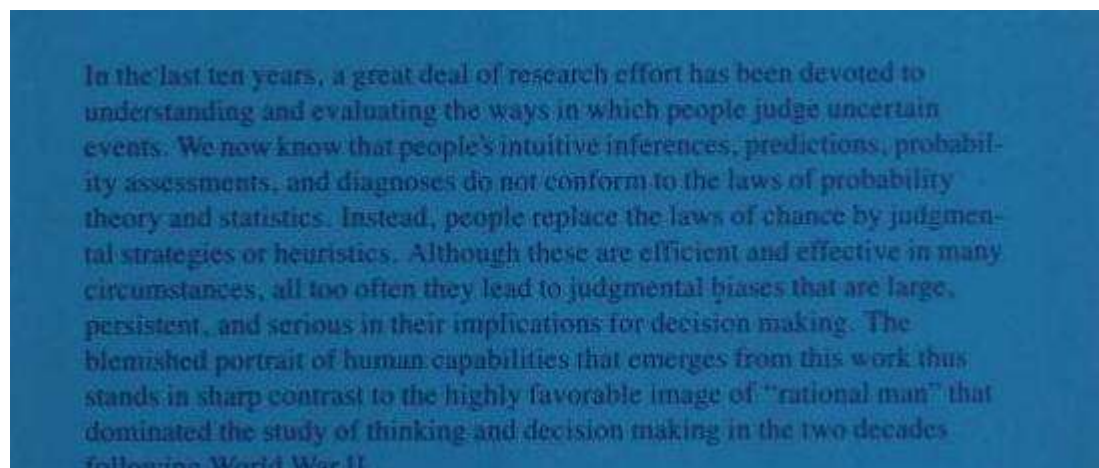 In the last ten years, a great deal of research effort has been devoted to
understanding and evaluating the ways in which people judge uncertain
events. We now know that people's intuitive inferences, predictions, probabil-
ity assessments, and diagnoses do not conform to the laws of probability
theory and statistics. Instead, people replace the laws of chance by judgmen-
tal strategies or heuristics. Although these are efficient and effective in many
circumstances, all too often they lead to judgmental biases that are large,
persistent, and serious in their implications for decision making. The
blemished portrait of human capabilities that emerges from this work thus
stands in sharp contrast to the highly favorable image of “rational man” that
dominated the study of thinking and decision making in the two decades
following World War II.